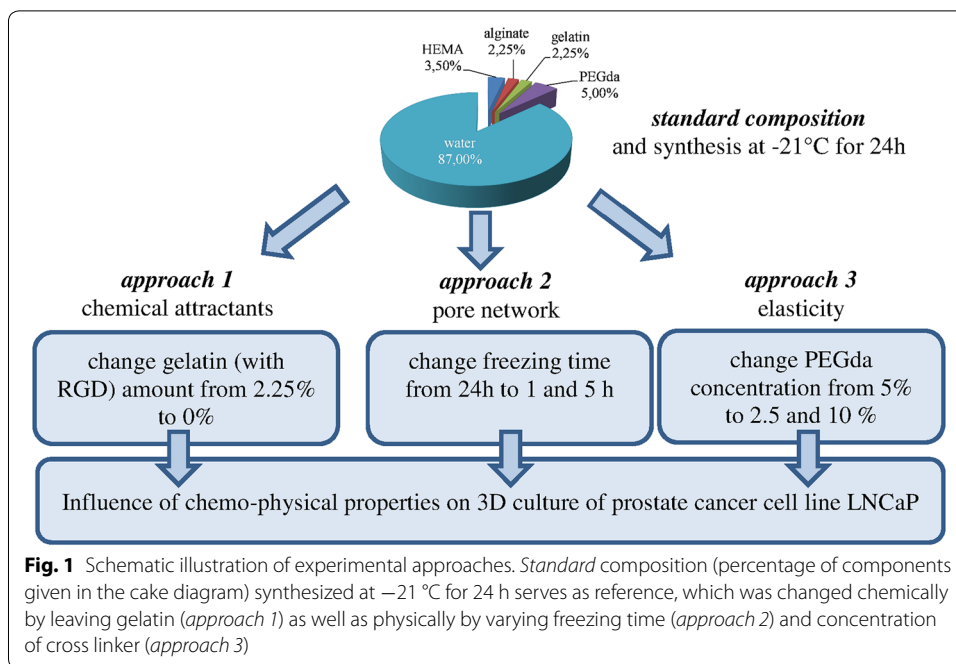 alginate
2,25%
gelatin
2,25%
HEMA
3,50%
PEGda
5,00%
water
87,00%
standard composition
and synthesis at -21°C for 24h
approach 1
chemical attractants
approach 2
pore network
approach 3
elasticity
change gelatin (with
RGD) amount from 2.25%
to 0%
change freezing time
from 24h to 1 and 5 h
change PEGda
concentration from 5%
to 2.5 and 10 %
Influence of chemo-physical properties on 3D culture of prostate cancer cell line LNCaP
Fig. 1 Schematic illustration of experimental approaches. Standard composition (percentage of components
given in the cake diagram) synthesized at −21 °C for 24 h serves as reference, which was changed chemically
by leaving gelatin (approach 1) as well as physically by varying freezing time (approach 2) and concentration
of cross linker (approach 3)